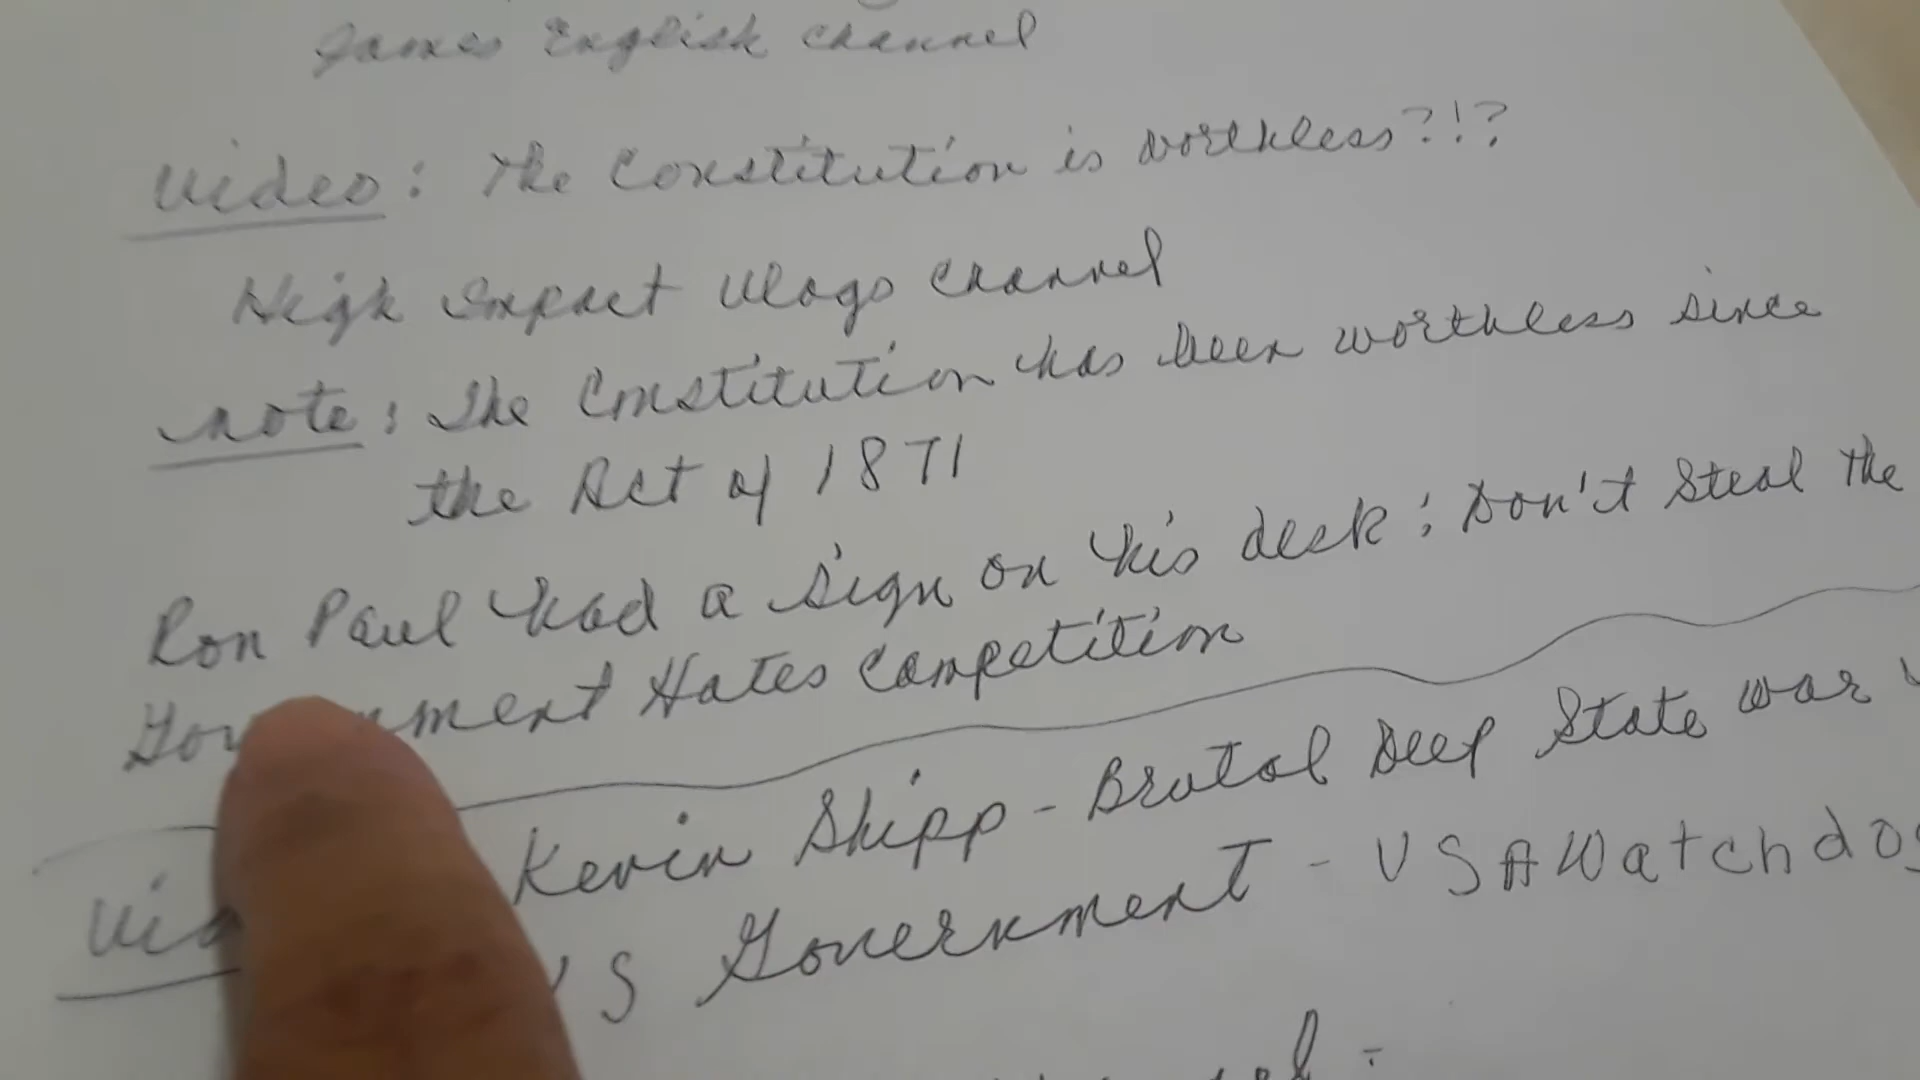 James English channel
Video: The Constitution is worthless?!?
High Impact Vlogs Channel
note: The Constitution has been worthless since
the Act of 1871
Ron Paul had a sign on his desk: Don't Steal the
Hates Competition
Kevin Shipp - Brutal Deep State war
US Government - USAWatchdog